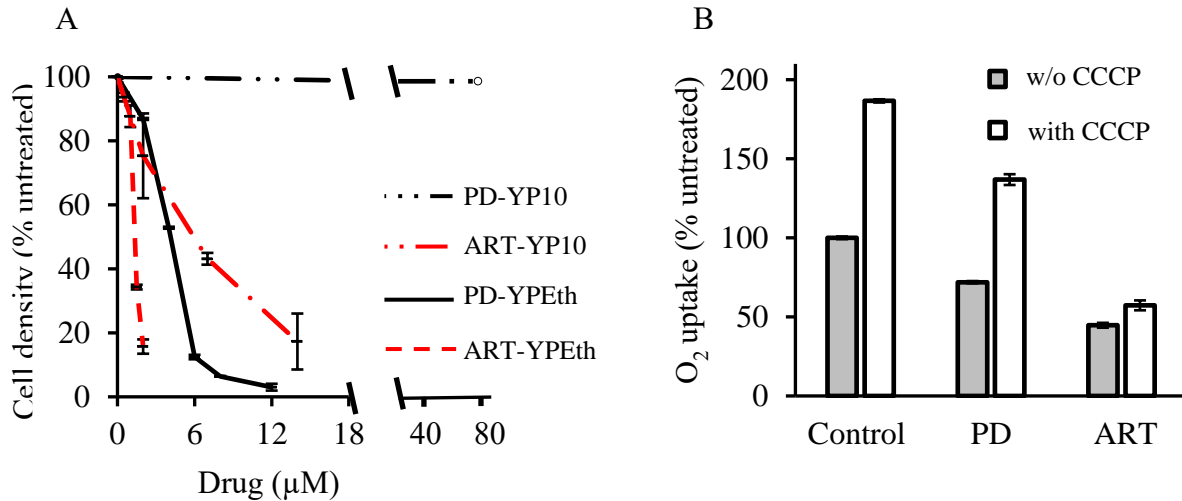 A
B
Cell density (% untreated)
100
80
60
40
20
0
0
6
12
18
40
80
Drug (µM)
PD-YP10
ART-YP10
PD-YPEth
ART-YPEth
O2 uptake (% untreated)
200
150
100
50
0
w/o CCCP
with CCCP
Control
PD
ART